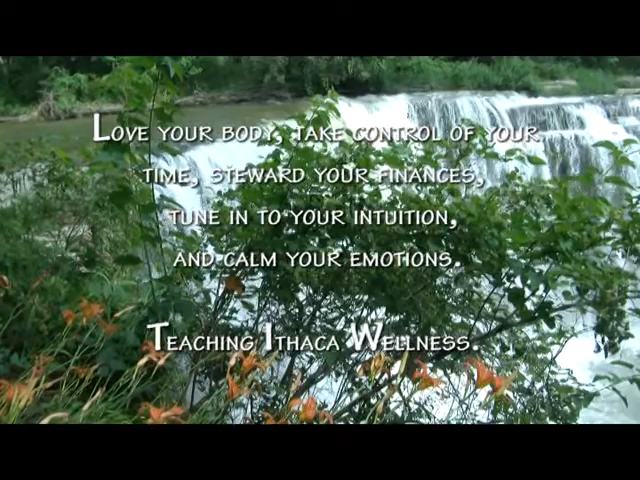 Love your body, take control of your
time, steward your finances,
tune in to your intuition,
and calm your emotions.
Teaching Ithaca Wellness.